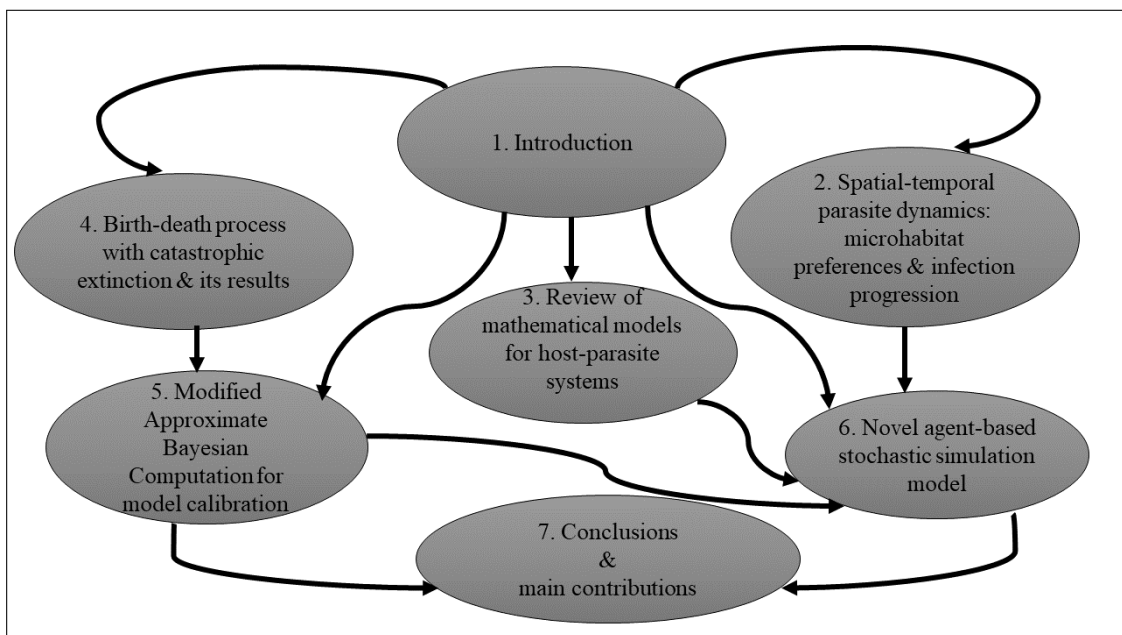 1. Introduction
2. Spatial-temporal
parasite dynamics:
microhabitat
preferences & infection
progression
4. Birth-death process
with catastrophic
extinction & its results
3. Review of
mathematical models
for host-parasite
systems
5. Modified
Approximate
Bayesian
Computation for
model calibration
6. Novel agent-based
stochastic simulation
model
7. Conclusions
&
main contributions